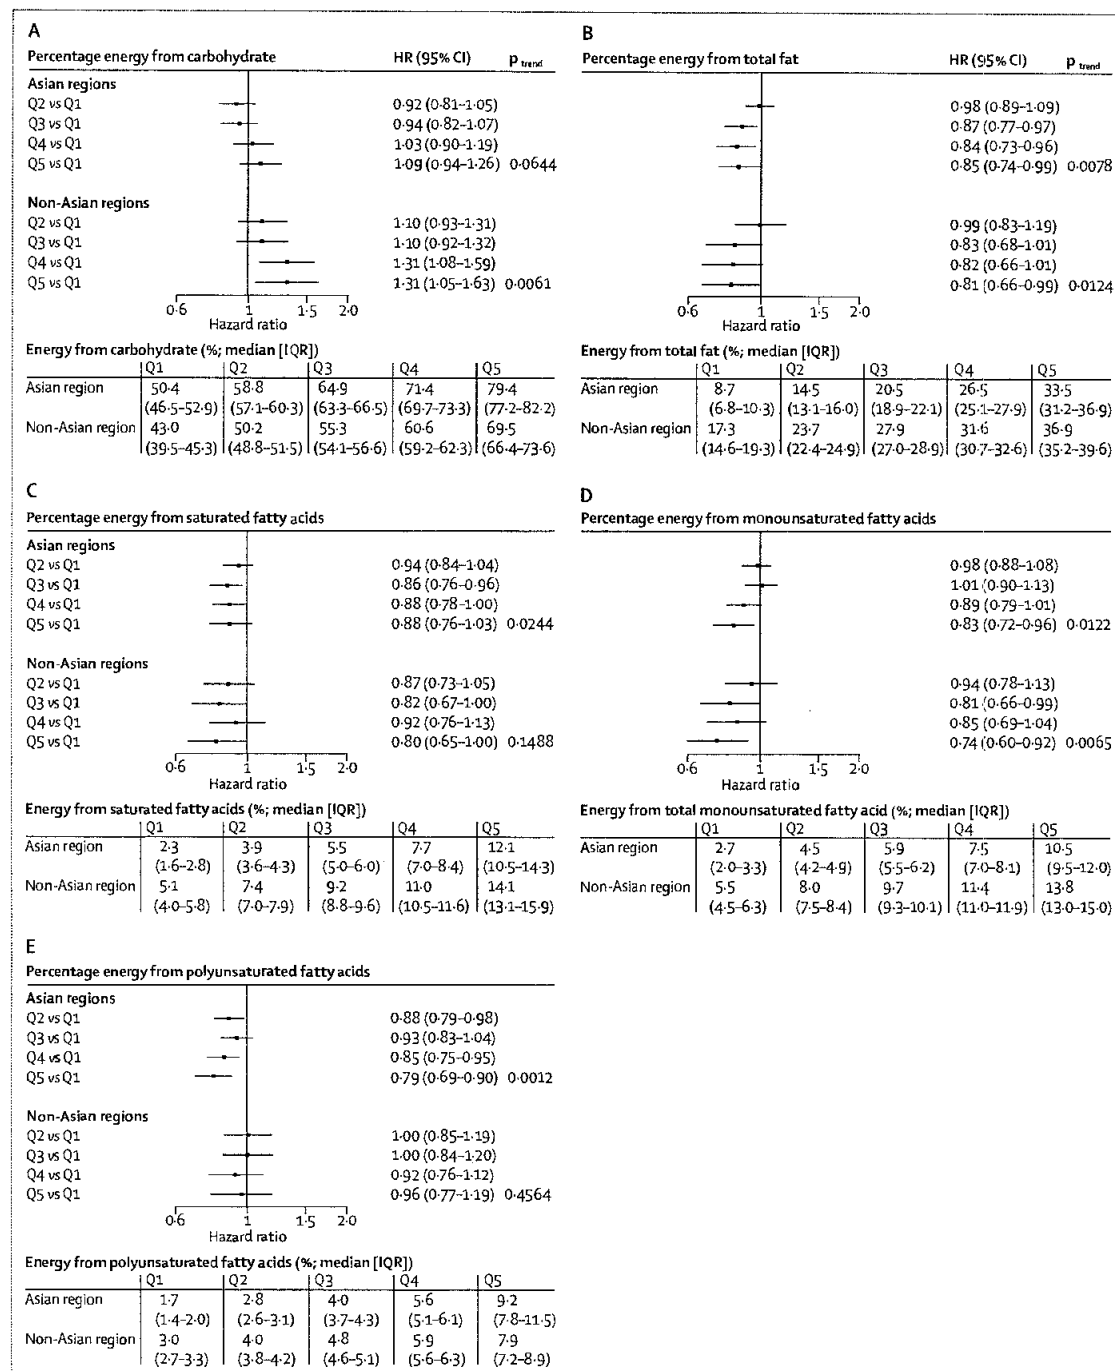 A
Percentage energy from carbohydrate HR (95% CI) p trend
Asian regions
Q2 vs Q1 0·92 (0·81–1·05)
Q3 vs Q1 0·94 (0·82–1·07)
Q4 vs Q1 1·03 (0·90–1·19)
Q5 vs Q1 1·09 (0·94–1·26) 0·0644
Non-Asian regions
Q2 vs Q1 1·10 (0·93–1·31)
Q3 vs Q1 1·10 (0·92–1·32)
Q4 vs Q1 1·31 (1·08–1·59)
Q5 vs Q1 1·31 (1·05–1·63) 0·0061
0·6 1 1·5 2·0
Hazard ratio
Energy from carbohydrate (%; median [IQR])
Q1 Q2 Q3 Q4 Q5
Asian region 50·4 58·8 64·9 71·4 79·4
(46·5–52·9) (57·1–60·3) (63·3–66·5) (69·7–73·3) (77·2–82·2)
Non-Asian region 43·0 50·2 55·3 60·6 69·5
(39·5–45·3) (48·8–51·5) (54·1–56·6) (59·2–62·3) (66·4–73·6)
B
Percentage energy from total fat HR (95% CI) p trend
0·98 (0·89–1·09)
0·87 (0·77–0·97)
0·84 (0·73–0·96)
0·85 (0·74–0·99) 0·0078
0·99 (0·83–1·19)
0·83 (0·68–1·01)
0·82 (0·66–1·01)
0·81 (0·66–0·99) 0·0124
0·6 1 1·5 2·0
Hazard ratio
Energy from total fat (%; median [IQR])
Q1 Q2 Q3 Q4 Q5
Asian region 8·7 14·5 20·5 26·5 33·5
(6·8–10·3) (13·1–16·0) (18·9–22·1) (25·1–27·9) (31·2–36·9)
Non-Asian region 17·3 23·7 27·9 31·6 36·9
(14·6–19·3) (22·4–24·9) (27·0–28·9) (30·7–32·6) (35·2–39·6)
C
Percentage energy from saturated fatty acids
Asian regions
Q2 vs Q1 0·94 (0·84–1·04)
Q3 vs Q1 0·86 (0·76–0·96)
Q4 vs Q1 0·88 (0·78–1·00)
Q5 vs Q1 0·88 (0·76–1·03) 0·0244
Non-Asian regions
Q2 vs Q1 0·87 (0·73–1·05)
Q3 vs Q1 0·82 (0·67–1·00)
Q4 vs Q1 0·92 (0·76–1·13)
Q5 vs Q1 0·80 (0·65–1·00) 0·1488
0·6 1 1·5 2·0
Hazard ratio
Energy from saturated fatty acids (%; median [IQR])
Q1 Q2 Q3 Q4 Q5
Asian region 2·3 3·9 5·5 7·7 12·1
(1·6–2·8) (3·6–4·3) (5·0–6·0) (7·0–8·4) (10·5–14·3)
Non-Asian region 5·1 7·4 9·2 11·0 14·1
(4·0–5·8) (7·0–7·9) (8·8–9·6) (10·5–11·6) (13·1–15·9)
D
Percentage energy from monounsaturated fatty acids
0·98 (0·88–1·08)
1·01 (0·90–1·13)
0·89 (0·79–1·01)
0·83 (0·72–0·96) 0·0122
0·94 (0·78–1·13)
0·81 (0·66–0·99)
0·85 (0·69–1·04)
0·74 (0·60–0·92) 0·0065
0·6 1 1·5 2·0
Hazard ratio
Energy from total monounsaturated fatty acid (%; median [IQR])
Q1 Q2 Q3 Q4 Q5
Asian region 2·7 4·5 5·9 7·5 10·5
(2·0–3·3) (4·2–4·9) (5·5–6·2) (7·0–8·1) (9·5–12·0)
Non-Asian region 5·5 8·0 9·7 11·4 13·8
(4·5–6·3) (7·5–8·4) (9·3–10·1) (11·0–11·9) (13·0–15·0)
E
Percentage energy from polyunsaturated fatty acids
Asian regions
Q2 vs Q1 0·88 (0·79–0·98)
Q3 vs Q1 0·93 (0·83–1·04)
Q4 vs Q1 0·85 (0·75–0·95)
Q5 vs Q1 0·79 (0·69–0·90) 0·0012
Non-Asian regions
Q2 vs Q1 1·00 (0·85–1·19)
Q3 vs Q1 1·00 (0·84–1·20)
Q4 vs Q1 0·92 (0·76–1·12)
Q5 vs Q1 0·96 (0·77–1·19) 0·4564
0·6 1 1·5 2·0
Hazard ratio
Energy from polyunsaturated fatty acids (%; median [IQR])
Q1 Q2 Q3 Q4 Q5
Asian region 1·7 2·8 4·0 5·6 9·2
(1·4–2·0) (2·6–3·1) (3·7–4·3) (5·1–6·1) (7·8–11·5)
Non-Asian region 3·0 4·0 4·8 5·9 7·9
(2·7–3·3) (3·8–4·2) (4·6–5·1) (5·6–6·3) (7·2–8·9)